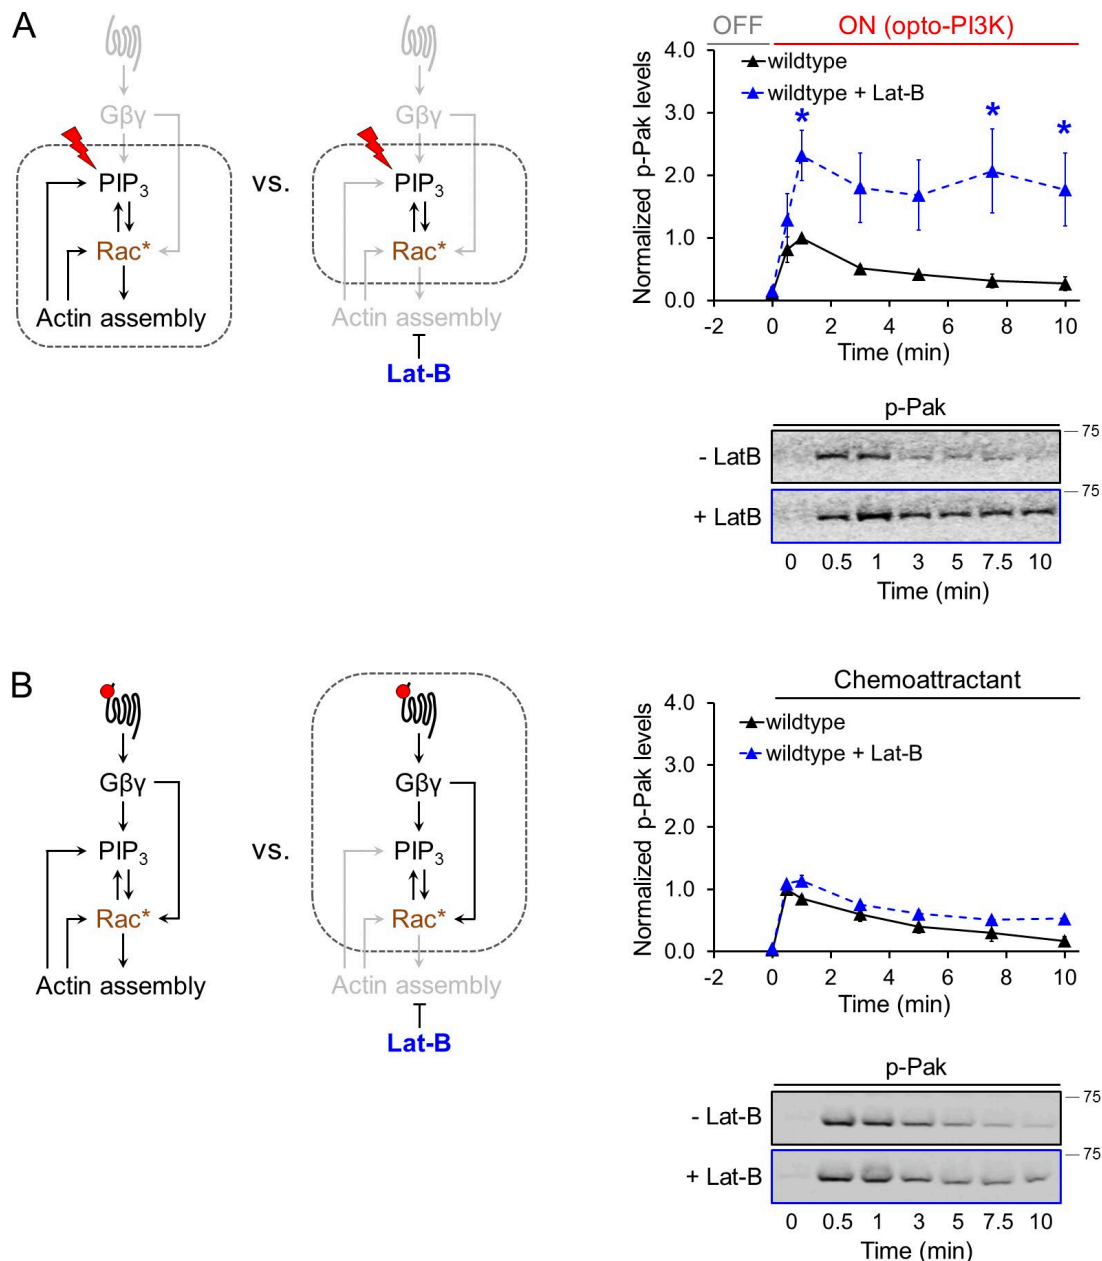 A
Gβγ
PIP3
Rac*
Actin assembly
vs.
Gβγ
PIP3
Rac*
Actin assembly
Lat-B
OFF ON (opto-PI3K)
Normalized p-Pak levels
4.0
3.0
2.0
1.0
0.0
wildtype
wildtype + Lat-B
*
*
*
-2 0 2 4 6 8 10
Time (min)
p-Pak
- LatB
75
+ LatB
75
0 0.5 1 3 5 7.5 10
Time (min)
B
Gβγ
PIP3
Rac*
Actin assembly
vs.
Gβγ
PIP3
Rac*
Actin assembly
Lat-B
Chemoattractant
Normalized p-Pak levels
4.0
3.0
2.0
1.0
0.0
wildtype
wildtype + Lat-B
-2 0 2 4 6 8 10
Time (min)
p-Pak
- Lat-B
75
+ Lat-B
75
0 0.5 1 3 5 7.5 10
Time (min)